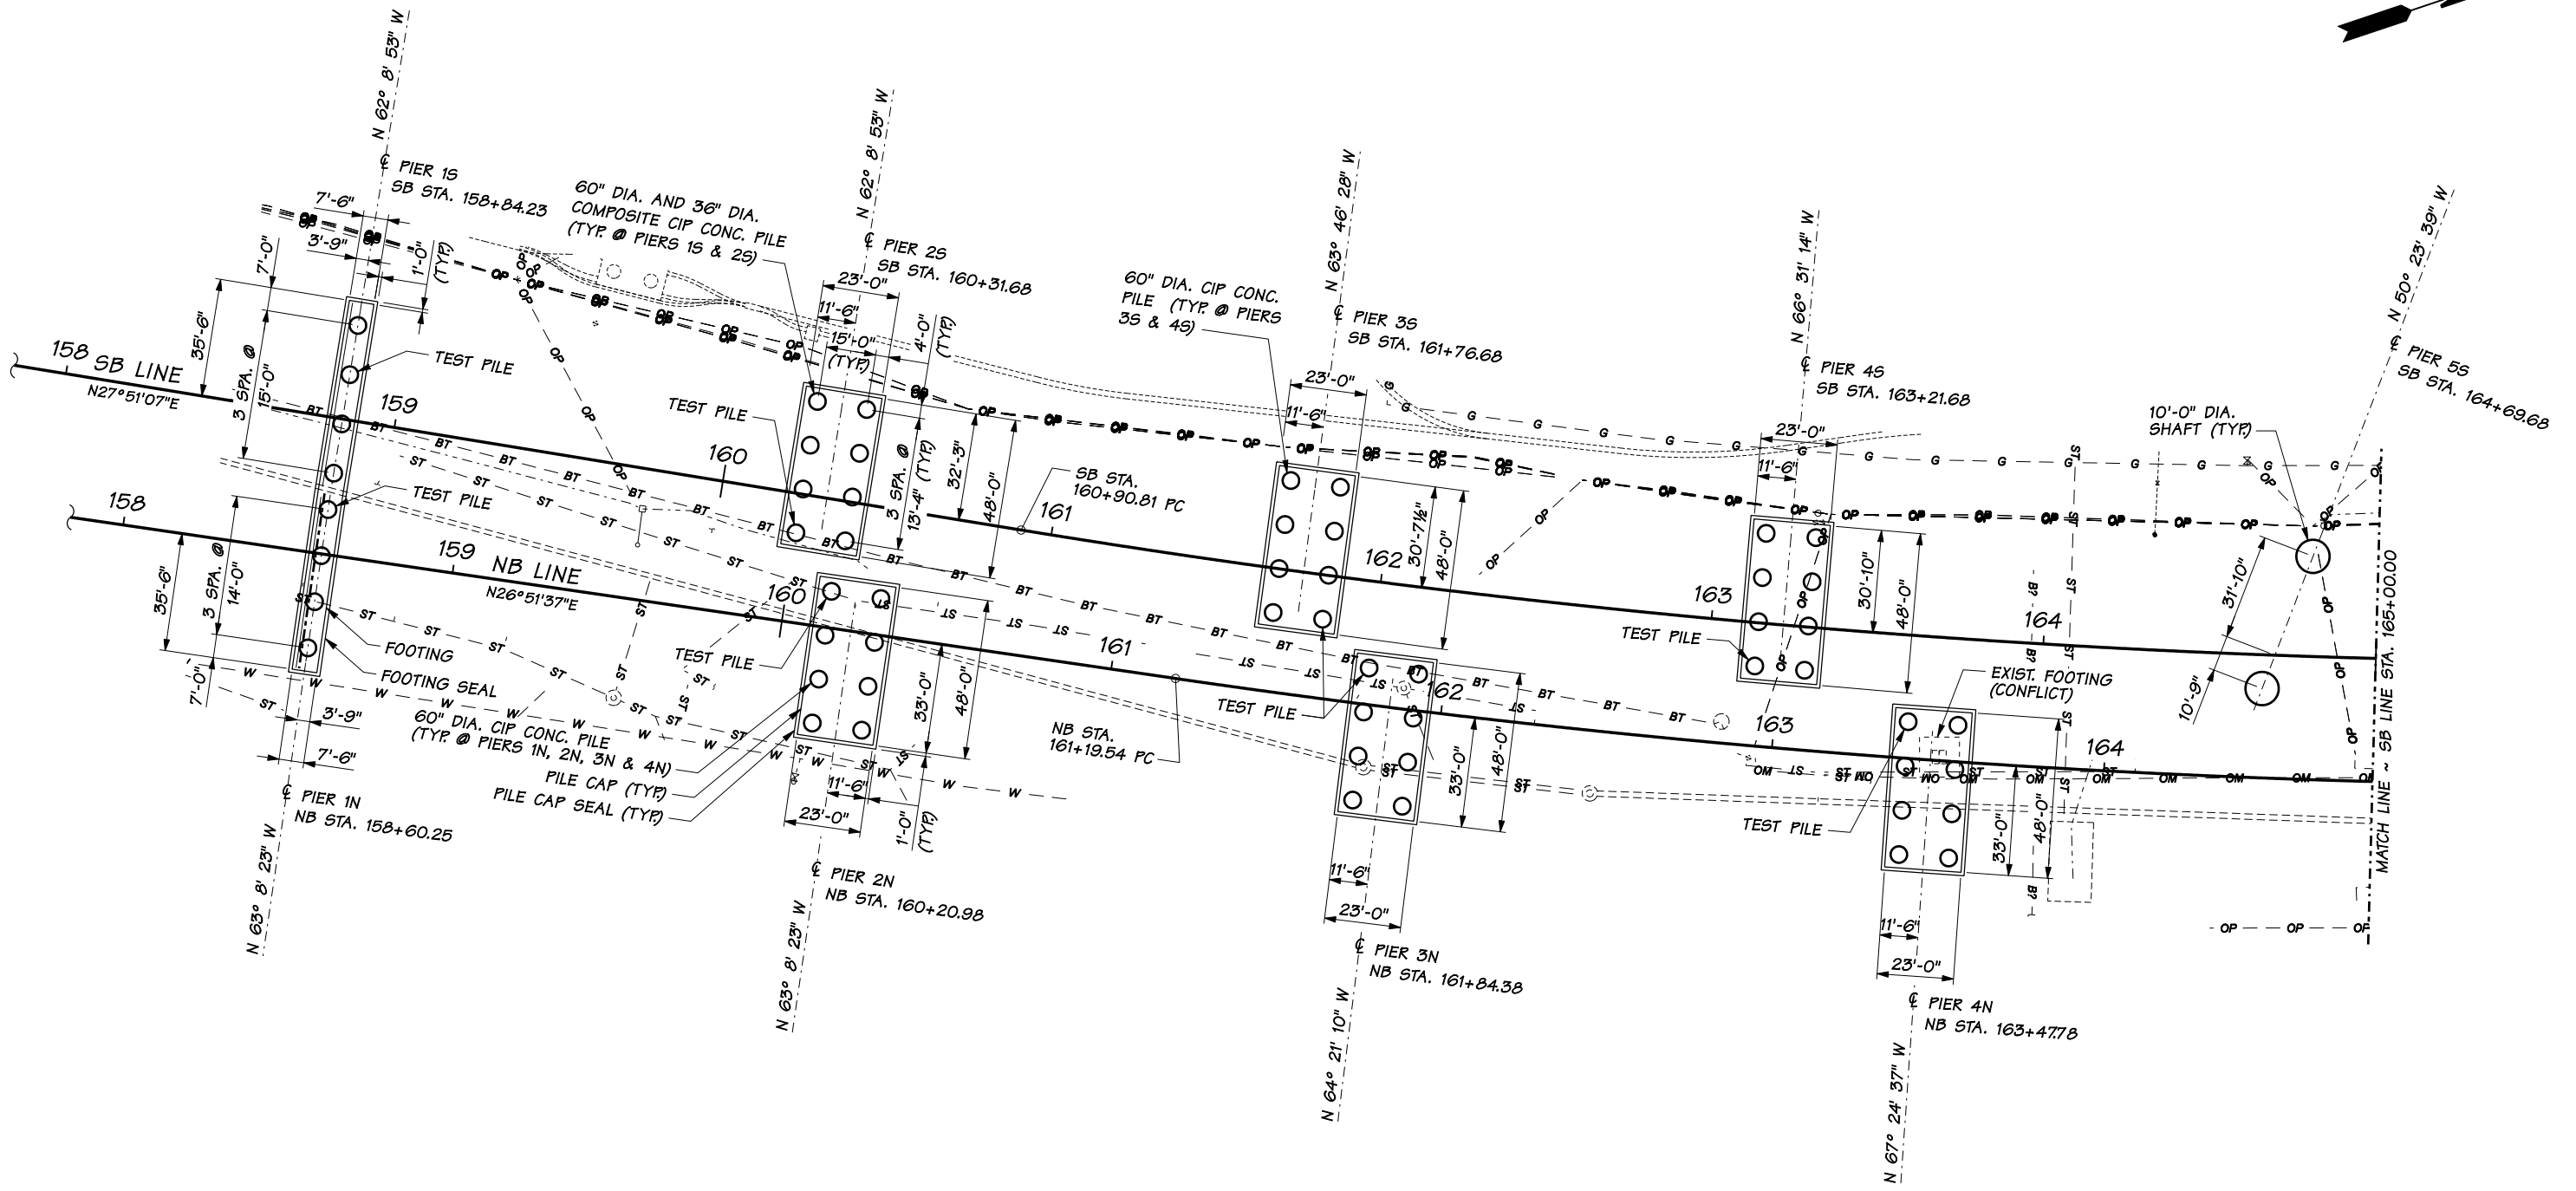 N 62° 8' 53" W
℄ PIER 1S
SB STA. 158+84.23
7'-6"
3'-9"
1'-0"
(TYP.)
7'-0"
35'-6"
3 SPA. @
15'-0"
158
SB LINE
N27°51'07"E
159
TEST PILE
60" DIA. AND 36" DIA.
COMPOSITE CIP CONC. PILE
(TYP. @ PIERS 1S & 2S)
N 62° 8' 53" W
℄ PIER 2S
SB STA. 160+31.68
23'-0"
11'-6"
15'-0"
(TYP.)
4'-0"
(TYP.)
TEST PILE
160
3 SPA. @
13'-4" (TYP.)
32'-3"
48'-0"
SB STA.
160+90.81 PC
161
60" DIA. CIP CONC.
PILE (TYP. @ PIERS
3S & 4S)
N 63° 46' 28" W
℄ PIER 3S
SB STA. 161+76.68
23'-0"
11'-6"
162
30'-7½"
48'-0"
N 66° 31' 14" W
℄ PIER 4S
SB STA. 163+21.68
23'-0"
11'-6"
163
TEST PILE
30'-10"
48'-0"
164
10'-0" DIA.
SHAFT (TYP.)
N 50° 23' 39" W
℄ PIER 5S
SB STA. 164+69.68
31'-10"
10'-9"
MATCH LINE ~ SB LINE STA. 165+00.00
158
TEST PILE
159
NB LINE
N26°51'37"E
35'-6"
3 SPA. @
14'-0"
7'-0"
FOOTING
FOOTING SEAL
3'-9"
7'-6"
℄ PIER 1N
NB STA. 158+60.25
N 63° 8' 23" W
60" DIA. CIP CONC. PILE
(TYP. @ PIERS 1N, 2N, 3N & 4N)
PILE CAP (TYP.)
PILE CAP SEAL (TYP.)
TEST PILE
160
33'-0"
48'-0"
11'-6"
23'-0"
1'-0"
(TYP.)
℄ PIER 2N
NB STA. 160+20.98
N 63° 8' 23" W
161
NB STA.
161+19.54 PC
TEST PILE
162
33'-0"
48'-0"
11'-6"
23'-0"
℄ PIER 3N
NB STA. 161+84.38
N 64° 21' 10" W
163
TEST PILE
EXIST. FOOTING
(CONFLICT)
164
33'-0"
48'-0"
11'-6"
23'-0"
℄ PIER 4N
NB STA. 163+47.78
N 67° 24' 37" W
OP
BT
ST
W
G
OM